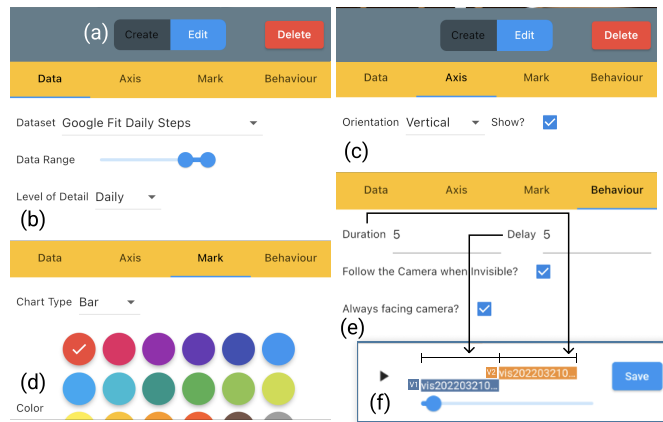 (a) Create Edit Delete
Data Axis Mark Behaviour
Dataset Google Fit Daily Steps
Data Range
Level of Detail Daily
(b)
Create Edit Delete
Data Axis Mark Behaviour
Orientation Vertical Show?
(c)
Data Axis Mark Behaviour
Chart Type Bar
(d)
Color
Data Axis Mark Behaviour
Duration 5 Delay 5
Follow the Camera when Invisible?
Always facing camera?
(e)
V2 vis202203210...
V1 vis202203210...
Save
(f)